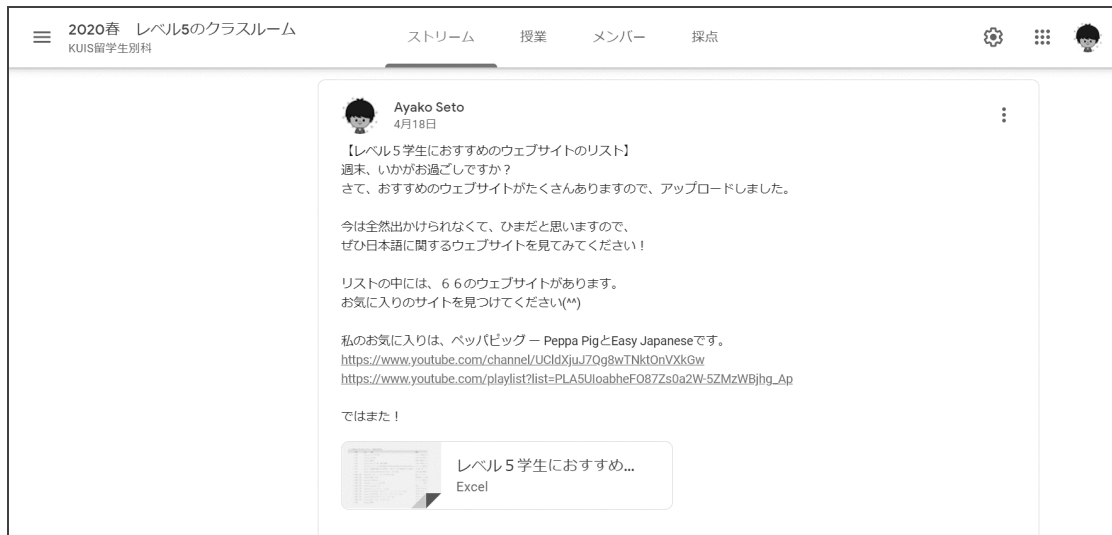 2020春　レベル5のクラスルーム
KUIS留学生別科
ストリーム
授業
メンバー
採点
Ayako Seto
4月18日
【レベル５学生におすすめのウェブサイトのリスト】
週末、いかがお過ごしですか？
さて、おすすめのウェブサイトがたくさんありますので、アップロードしました。
今は全然出かけられなくて、ひまだと思いますので、
ぜひ日本語に関するウェブサイトを見てみてください！
リストの中には、６６のウェブサイトがあります。
お気に入りのサイトを見つけてください(^^)
私のお気に入りは、ペッパピッグ ー Peppa PigとEasy Japaneseです。
https://www.youtube.com/channel/UCldXjuJ7Qg8wTNktOnVXkGw
https://www.youtube.com/playlist?list=PLA5UIoabheFO87Zs0a2W-5ZMzWBjhg_Ap
ではまた！
レベル５学生におすすめ...
Excel